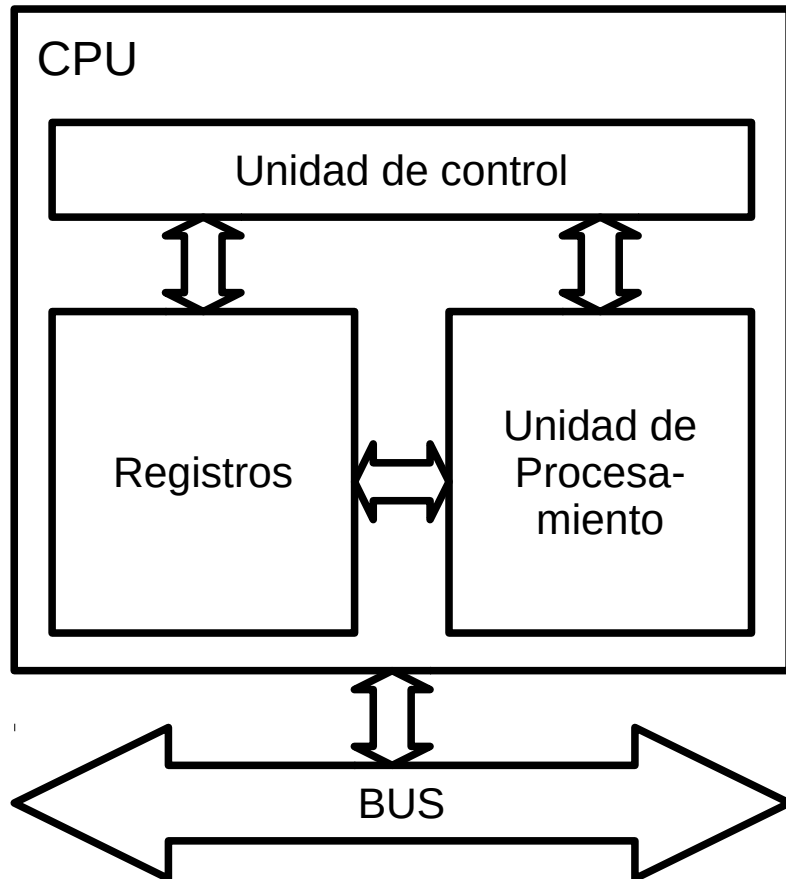 CPU
Unidad de control
Registros
Unidad de
Procesa-
miento
BUS